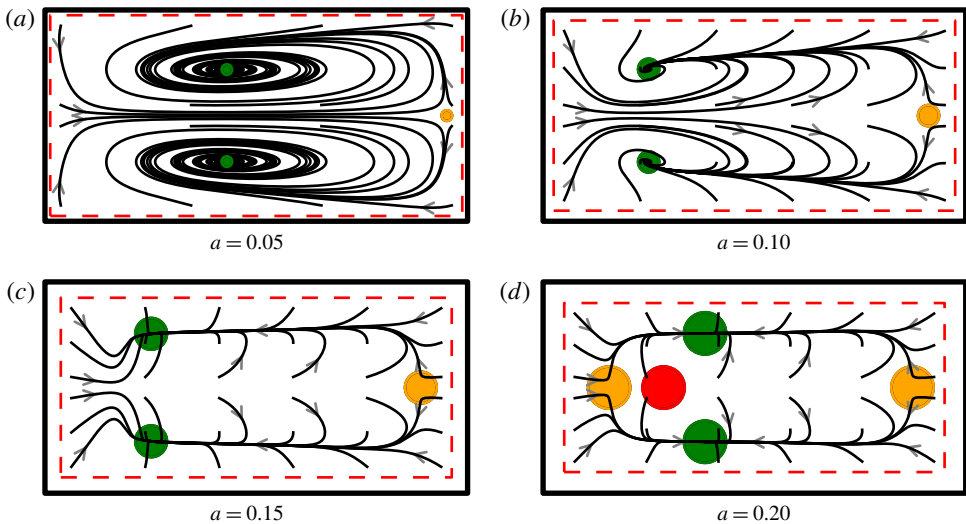 (a)
(b)
a = 0.05
a = 0.10
(c)
(d)
a = 0.15
a = 0.20